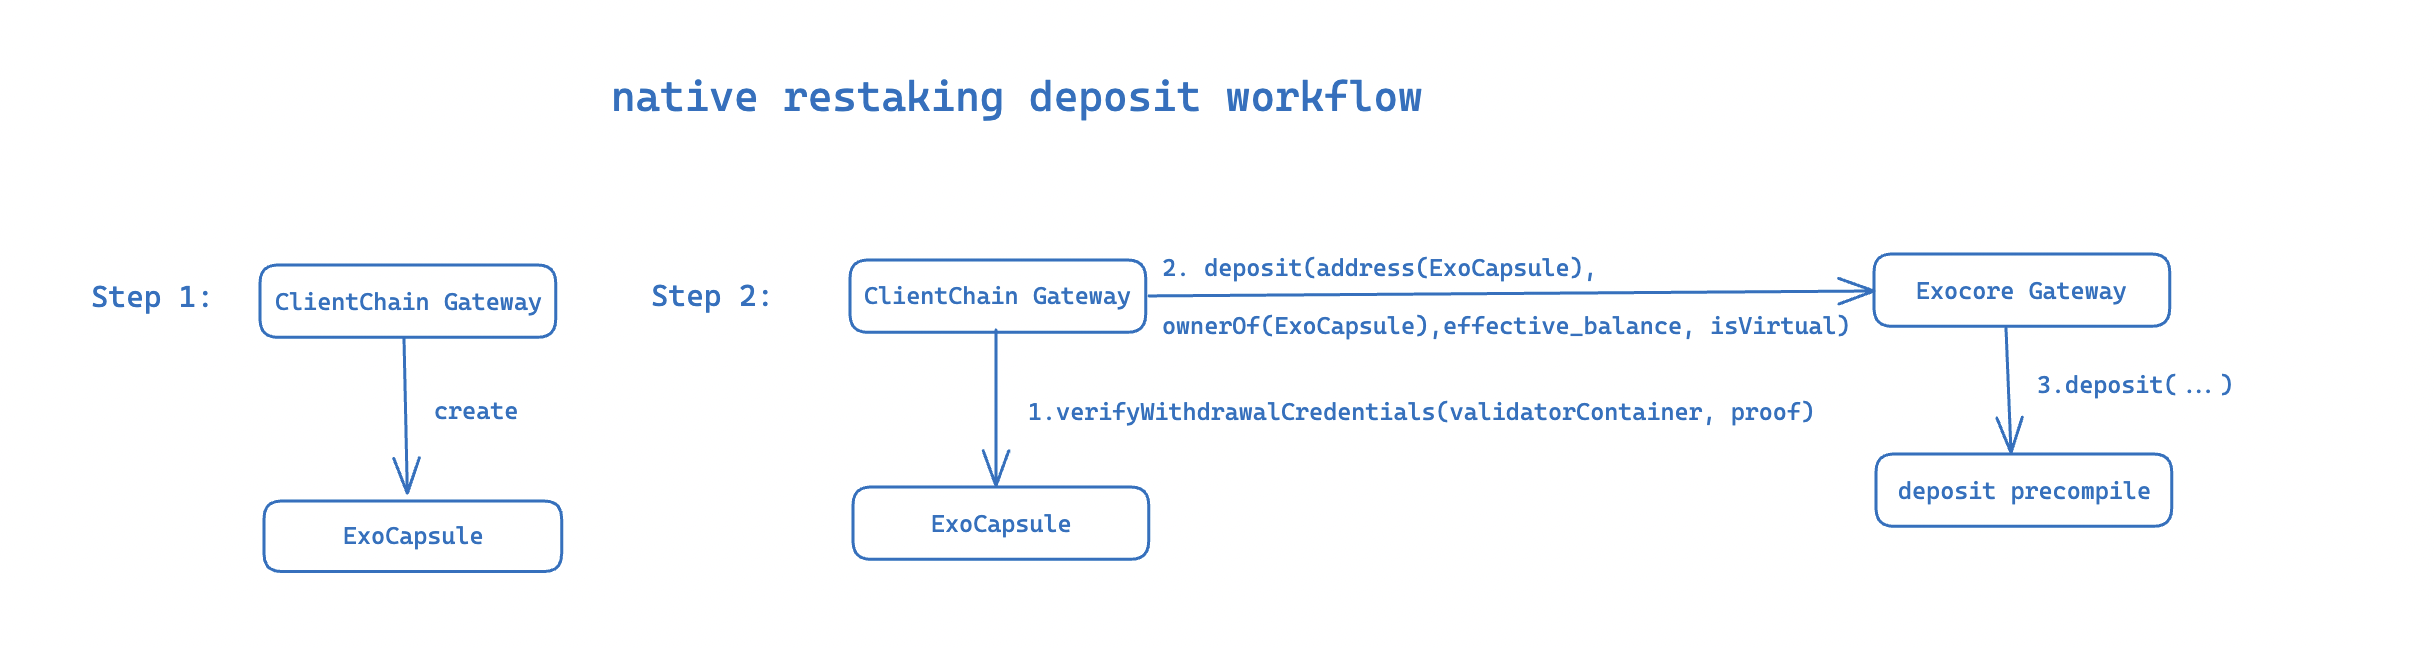 native restaking deposit workflow
Step 1:
ClientChain Gateway
create
ExoCapsule
Step 2:
ClientChain Gateway
2. deposit(address(ExoCapsule),
ownerOf(ExoCapsule),effective_balance, isVirtual)
Exocore Gateway
1.verifyWithdrawalCredentials(validatorContainer, proof)
3.deposit(...)
ExoCapsule
deposit precompile